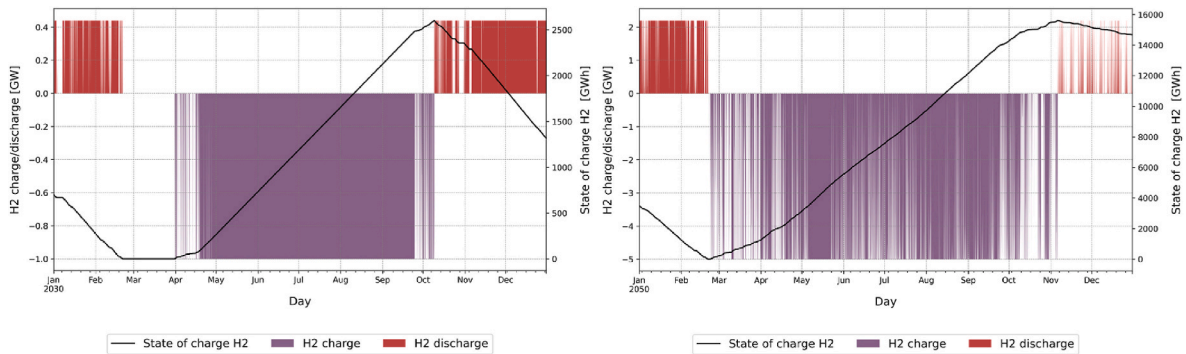 0.4
0.2
0.0
−0.2
−0.4
−0.6
−0.8
−1.0
H2 charge/discharge [GW]
2500
2000
1500
1000
500
0
State of charge H2 [GWh]
Jan
2030
Feb
Mar
Apr
May
Jun
Jul
Aug
Sep
Oct
Nov
Dec
Day
State of charge H2
H2 charge
H2 discharge
2
1
0
−1
−2
−3
−4
−5
H2 charge/discharge [GW]
16000
14000
12000
10000
8000
6000
4000
2000
0
State of charge H2 [GWh]
Jan
2050
Feb
Mar
Apr
May
Jun
Jul
Aug
Sep
Oct
Nov
Dec
Day
State of charge H2
H2 charge
H2 discharge